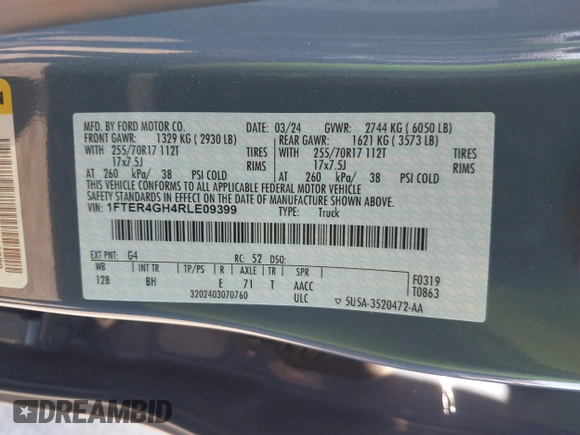 MFD. BY FORD MOTOR CO.
03/24 GVWR: 2744 KG ( 6050 LB)
FRONT GAWR: 1329 KG ( 2930 LB)
REAR GAWR: 1621 KG ( 3573 LB)
WITH 255/70R17 112T TIRES
WITH 255/70R17 112T TIRES
17x7.5J RIMS
17x7.5J RIMS
AT 260 kPa/ 38 PSI COLD
AT 260 kPa/ 38 PSI COLD
THIS VEHICLE CONFORMS TO ALL APPLICABLE FEDERAL MOTOR VEHICLE
SAFETY STANDARDS IN EFFECT ON THE DATE OF MANUFACTURE SHOWN ABOVE.
VIN: 1FTER4GH4RLE09399
TYPE: Truck
EXT PNT: G4 RC: 52 DSO:
WB INT TR TP/PS R AXLE TR SPR
12B BH E 71 T AACC
ULC
3202403070760
F0319
T0863
5U5A-3520472-AA
DREAMBID